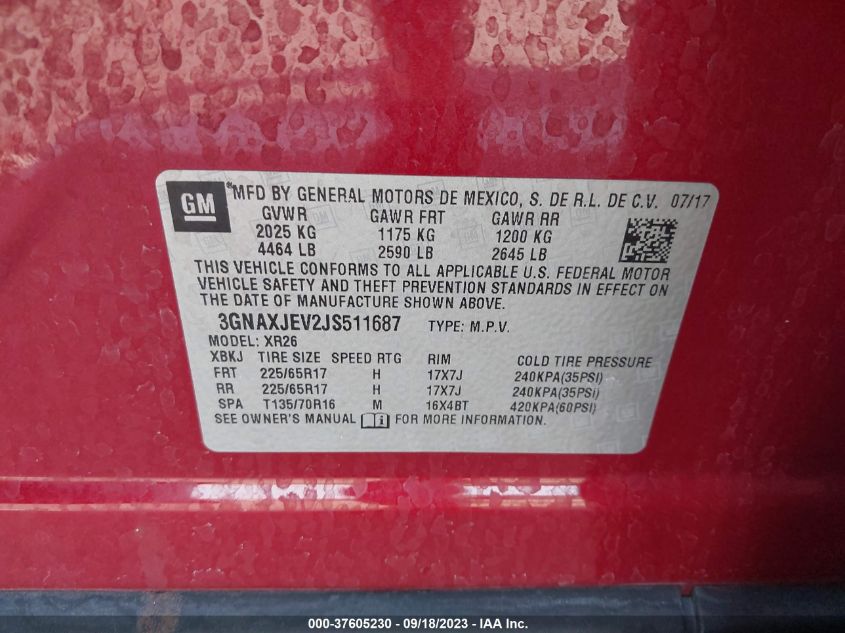 GM
*MFD BY GENERAL MOTORS DE MEXICO, S. DE R.L. DE C.V. 07/17
GVWR GAWR FRT GAWR RR
2025 KG 1175 KG 1200 KG
4464 LB 2590 LB 2645 LB
THIS VEHICLE CONFORMS TO ALL APPLICABLE U.S. FEDERAL MOTOR
VEHICLE SAFETY AND THEFT PREVENTION STANDARDS IN EFFECT ON
THE DATE OF MANUFACTURE SHOWN ABOVE.
3GNAXJEV2JS511687 TYPE: M.P.V.
MODEL: XR26
XBKJ TIRE SIZE SPEED RTG RIM COLD TIRE PRESSURE
FRT 225/65R17 H 17X7J 240KPA(35PSI)
RR 225/65R17 H 17X7J 240KPA(35PSI)
SPA T135/70R16 M 16X4BT 420KPA(60PSI)
SEE OWNER'S MANUAL FOR MORE INFORMATION.
000-37605230 - 09/18/2023 - IAA Inc.